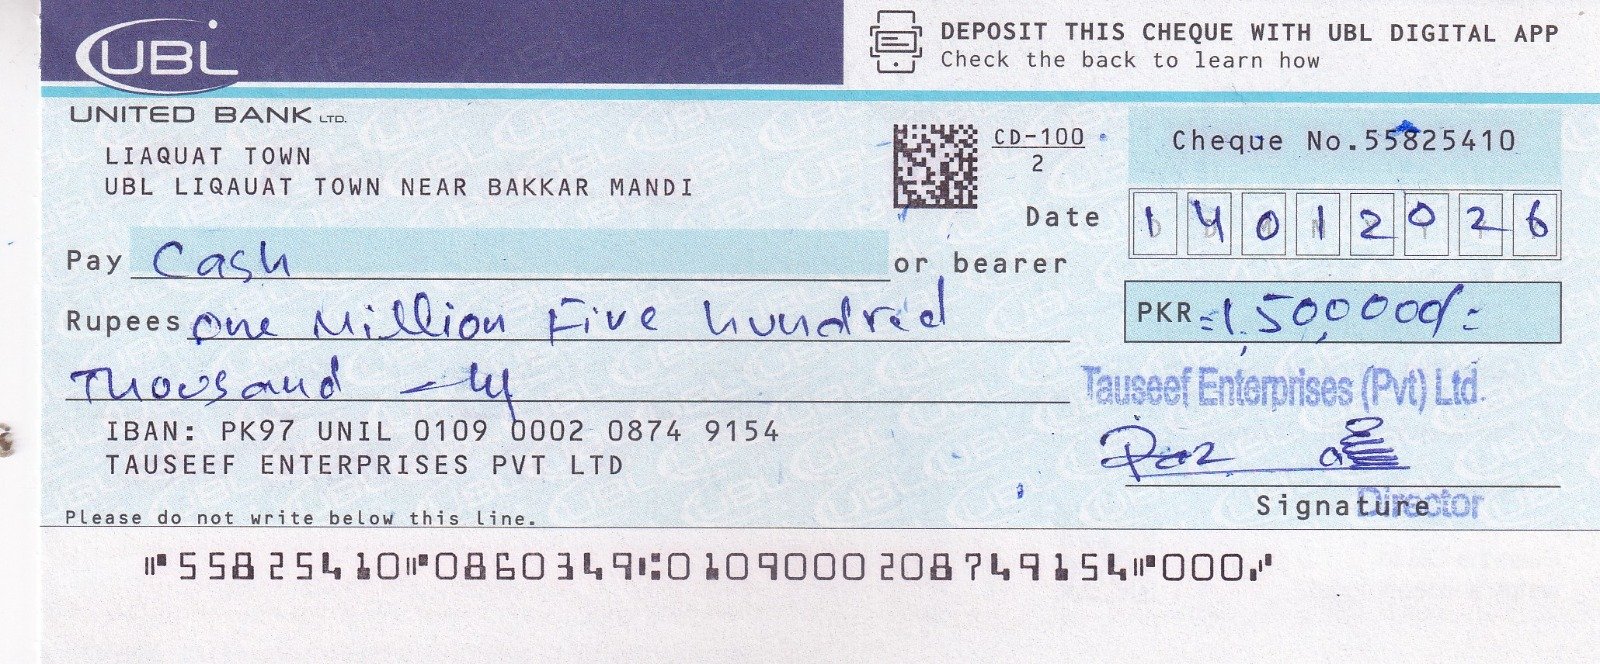 UBL
DEPOSIT THIS CHEQUE WITH UBL DIGITAL APP
Check the back to learn how
UNITED BANK LTD.
LIAQUAT TOWN
UBL LIQAUAT TOWN NEAR BAKKAR MANDI
CD-100
2
Cheque No.55825410
Date 14012026
Pay Cash or bearer
Rupees One Million Five hundred
Thousand
PKR =1,500,000/=
Tauseef Enterprises (Pvt) Ltd.
IBAN: PK97 UNIL 0109 0002 0874 9154
TAUSEEF ENTERPRISES PVT LTD
Signature
Director
Please do not write below this line.
⑈55825410⑈0860349⑆0109000208749154⑈000⑉